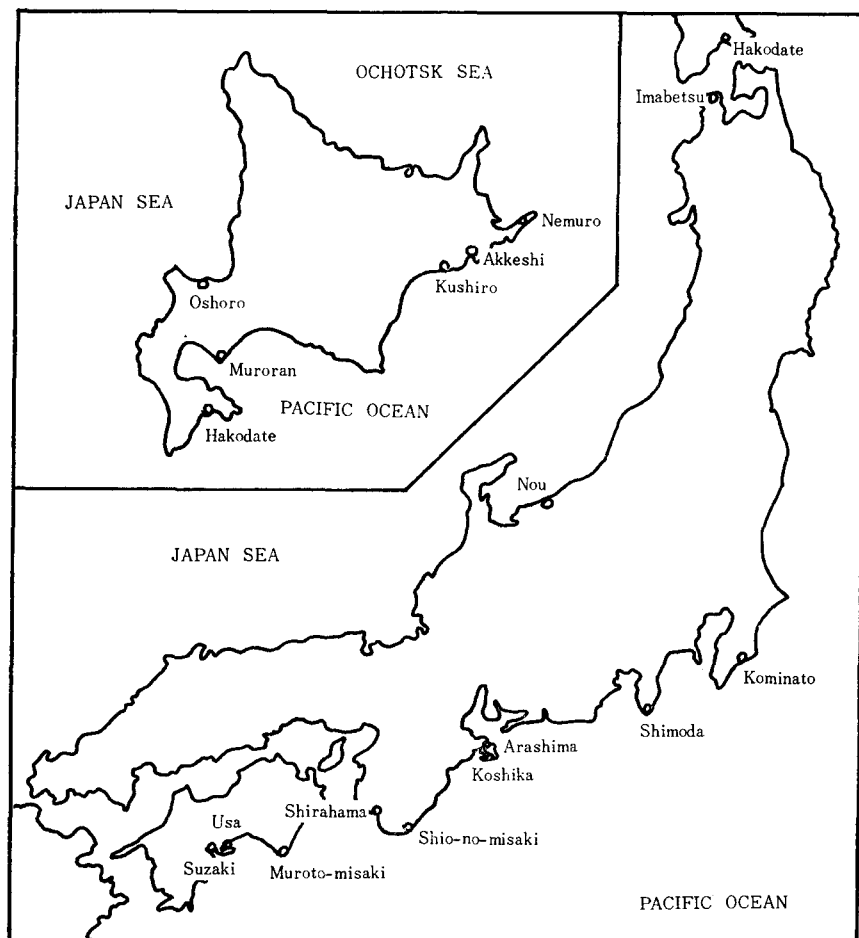 OCHOTSK SEA
JAPAN SEA
Nemuro
Akkeshi
Kushiro
Oshoro
Muroran
PACIFIC OCEAN
Hakodate
Hakodate
Imabetsu
Nou
JAPAN SEA
Kominato
Shimoda
Arashima
Koshika
Shirahama
Usa
Shio-no-misaki
Suzaki
Muroto-misaki
PACIFIC OCEAN